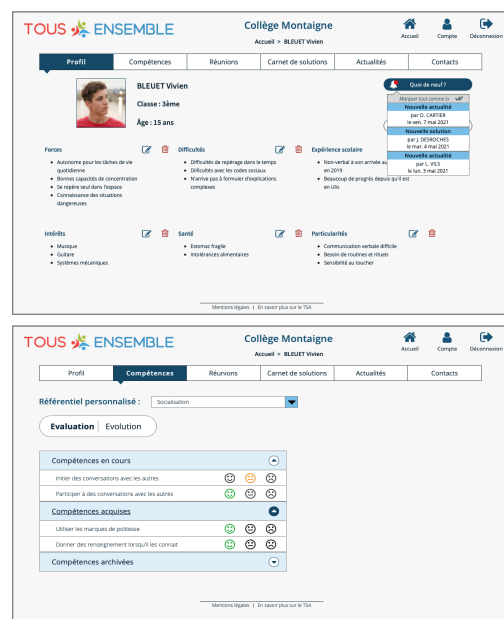 TOUS ENSEMBLE
Collège Montaigne
Accueil > BLEUET Vivien
Accueil
Compte
Déconnexion
Profil
Compétences
Réunions
Carnet de solutions
Actualités
Contacts
BLEUET Vivien
Classe : 3ème
Âge : 15 ans
Quoi de neuf ?
Marquer tout comme lu
Nouvelle actualité
par O. CARTIER
le ven. 7 mai 2021
Nouvelle solution
par J. DESROCHES
le mar. 4 mai 2021
Nouvelle actualité
par L. VILS
le lun. 3 mai 2021
Forces
Autonome pour les tâches de vie
quotidienne
Bonnes capacités de concentration
Se repère seul dans l'espace
Connaissance des situations
dangereuses
Difficultés
Difficultés de repérage dans le temps
Difficultés avec les codes sociaux
N'arrive pas à formuler d'explications
complexes
Expérience scolaire
Non-verbal à son arrivée au
en 2019
Beaucoup de progrès depuis qu'il est
en Ulis
Intérêts
Musique
Guitare
Systèmes mécaniques
Santé
Estomac fragile
Intolérances alimentaires
Particularités
Communication verbale difficile
Besoin de routines et rituels
Sensibilité au toucher
Mentions légales | En savoir plus sur le TSA
TOUS ENSEMBLE
Collège Montaigne
Accueil > BLEUET Vivien
Accueil
Compte
Déconnexion
Profil
Compétences
Réunions
Carnet de solutions
Actualités
Contacts
Référentiel personnalisé :
Socialisation
Evaluation | Evolution
Compétences en cours
Initier des conversations avec les autres
Participer à des conversations avec les autres
Compétences acquises
Utiliser les marques de politesse
Donner des renseignement lorsqu'il les connait
Compétences archivées
Mentions légales | En savoir plus sur le TSA